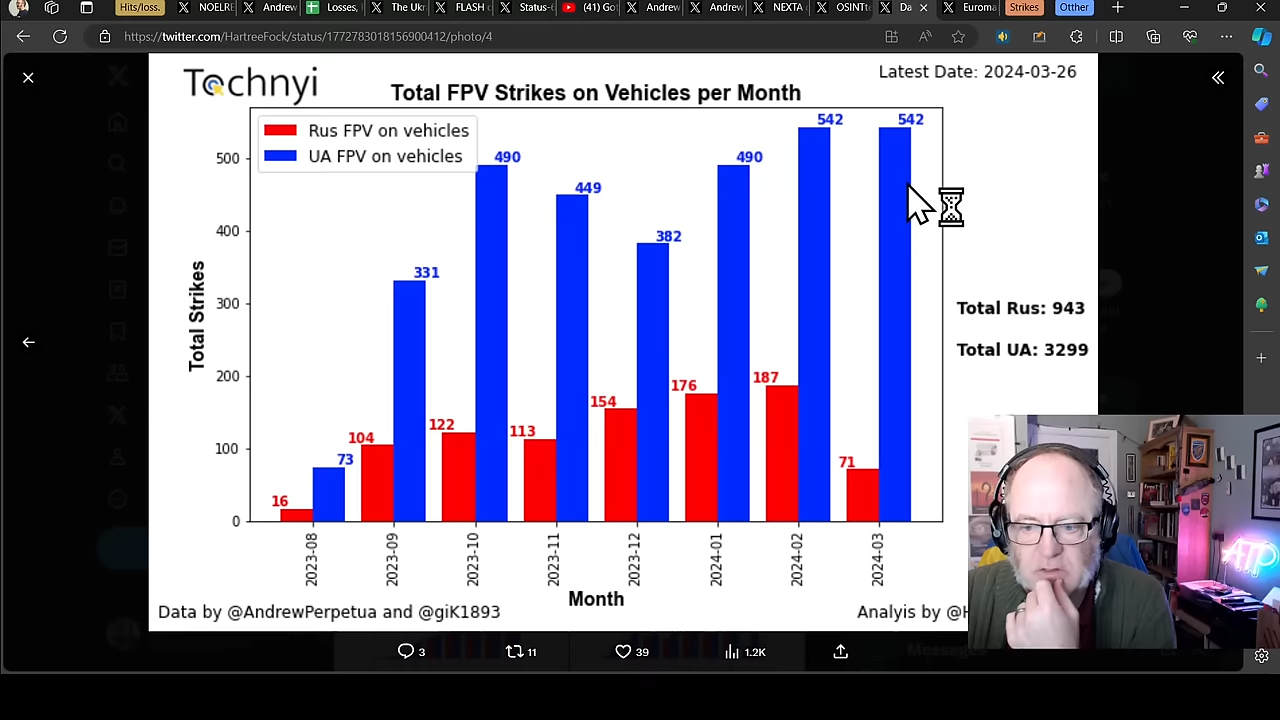 Hits/loss.
NOELRE
Andrew
Losses,
The Ukr
FLASH
Status-6
(41) Go
Andrew
Andrew
NEXTA
OSINT
Da
Euroma
Strikes
Otther
https://twitter.com/HartreeFock/status/1772783018156900412/photo/4
Technyi
Latest Date: 2024-03-26
Total FPV Strikes on Vehicles per Month
Rus FPV on vehicles
UA FPV on vehicles
Total Strikes
500
400
300
200
100
0
16
73
104
331
122
490
113
449
154
382
176
490
187
542
71
542
Total Rus: 943
Total UA: 3299
2023-08
2023-09
2023-10
2023-11
2023-12
2024-01
2024-02
2024-03
Month
Data by @AndrewPerpetua and @giK1893
Analyis by @H
3
11
39
1.2K
Messages
ATP